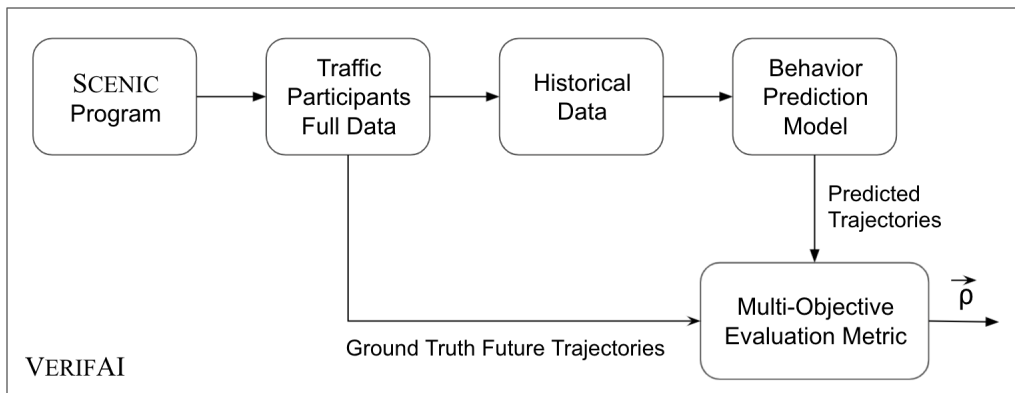 SCENIC
Program
Traffic
Participants
Full Data
Historical
Data
Behavior
Prediction
Model
Predicted
Trajectories
Multi-Objective
Evaluation Metric
ρ
Ground Truth Future Trajectories
VERIFAI